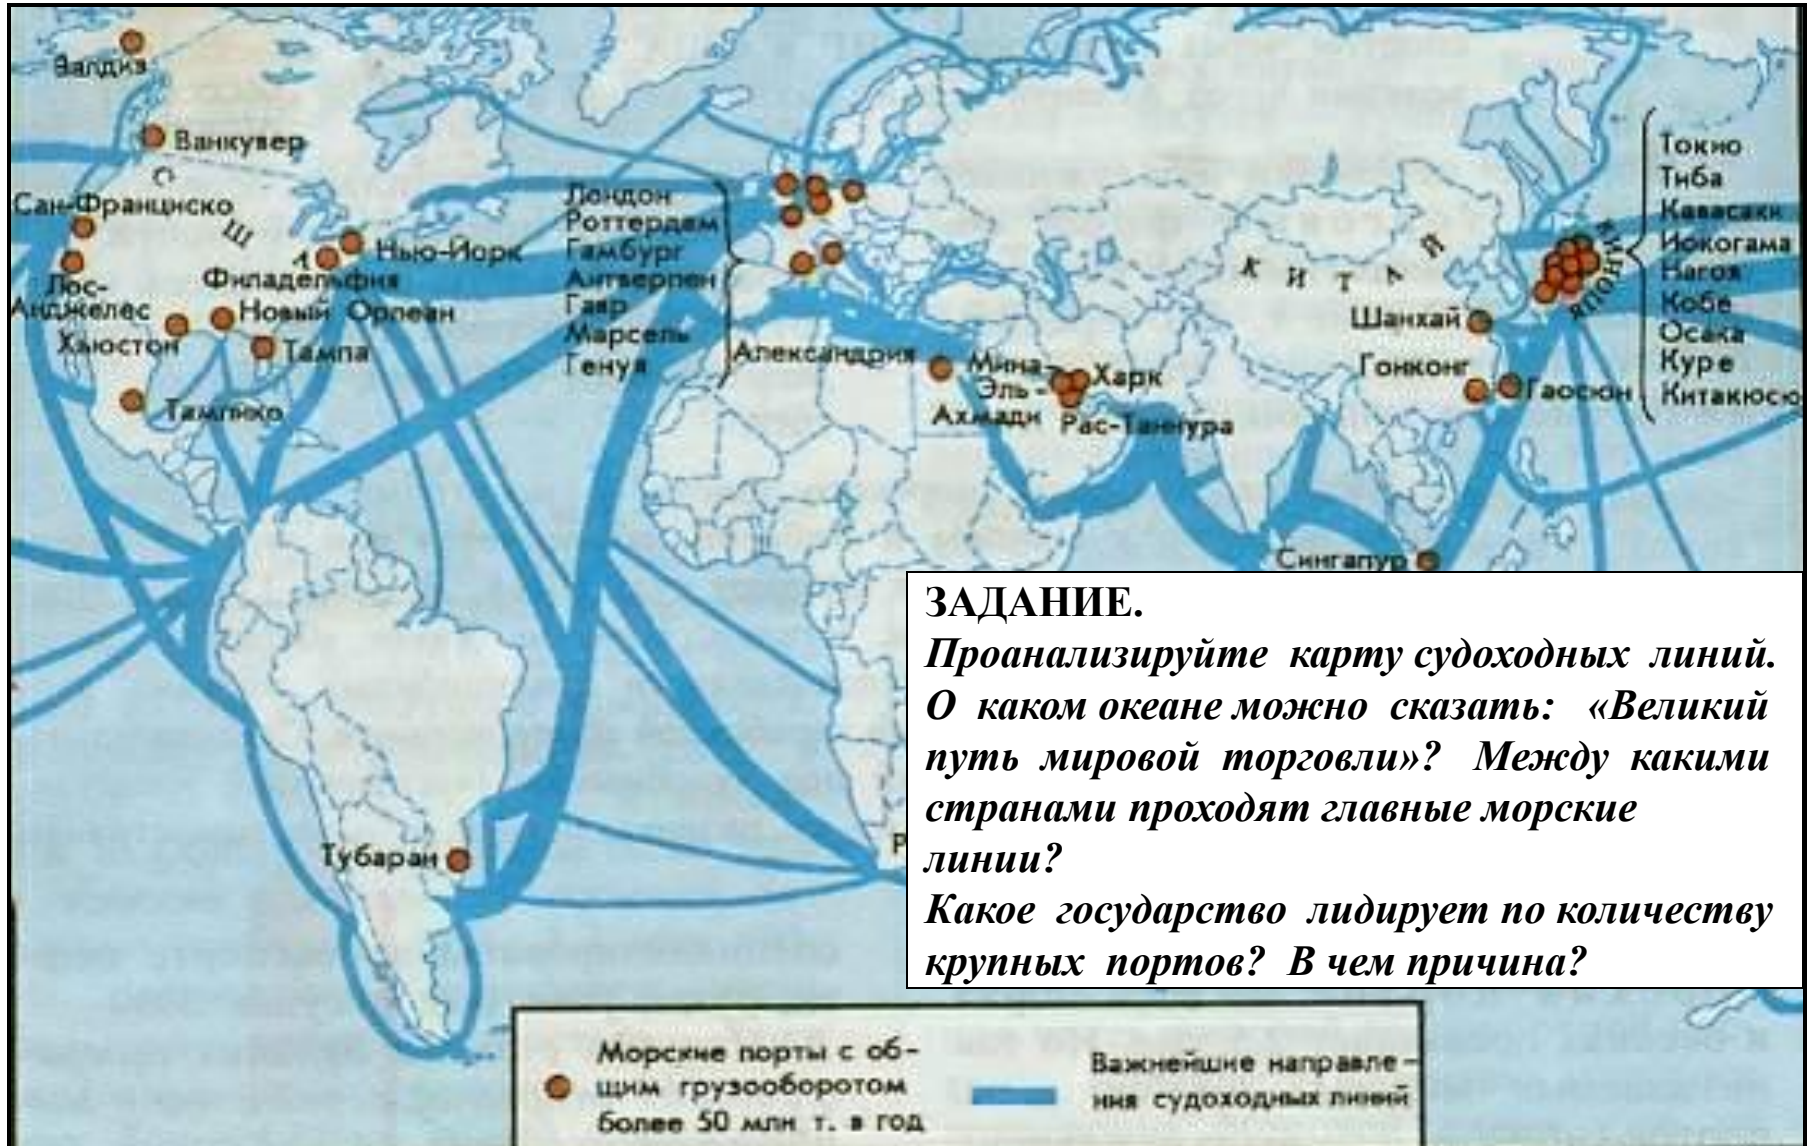 Валдиз
Ванкувер
США
Сан-Франциско
Нью-Йорк
Филадельфия
Лос-
Анджелес
Новый Орлеан
Хьюстон
Тампа
Тампико
Лондон
Роттердам
Гамбург
Антверпен
Гавр
Марсель
Генуя
Александрия
Мина-
Эль-
Ахмади
Харк
Рас-Таннура
КИТАЙ
ЯПОНИЯ
Шанхай
Гонконг
Гаосюн
Сингапур
Токио
Тиба
Кавасаки
Иокогама
Нагоя
Кобе
Осака
Куре
Китакюсю
Тубаран
Р
ЗАДАНИЕ.
Проанализируйте карту судоходных линий.
О каком океане можно сказать: «Великий
путь мировой торговли»? Между какими
странами проходят главные морские
линии?
Какое государство лидирует по количеству
крупных портов? В чем причина?
Морские порты с об-
щим грузооборотом
более 50 млн т. в год
Важнейшие направле-
ния судоходных линий